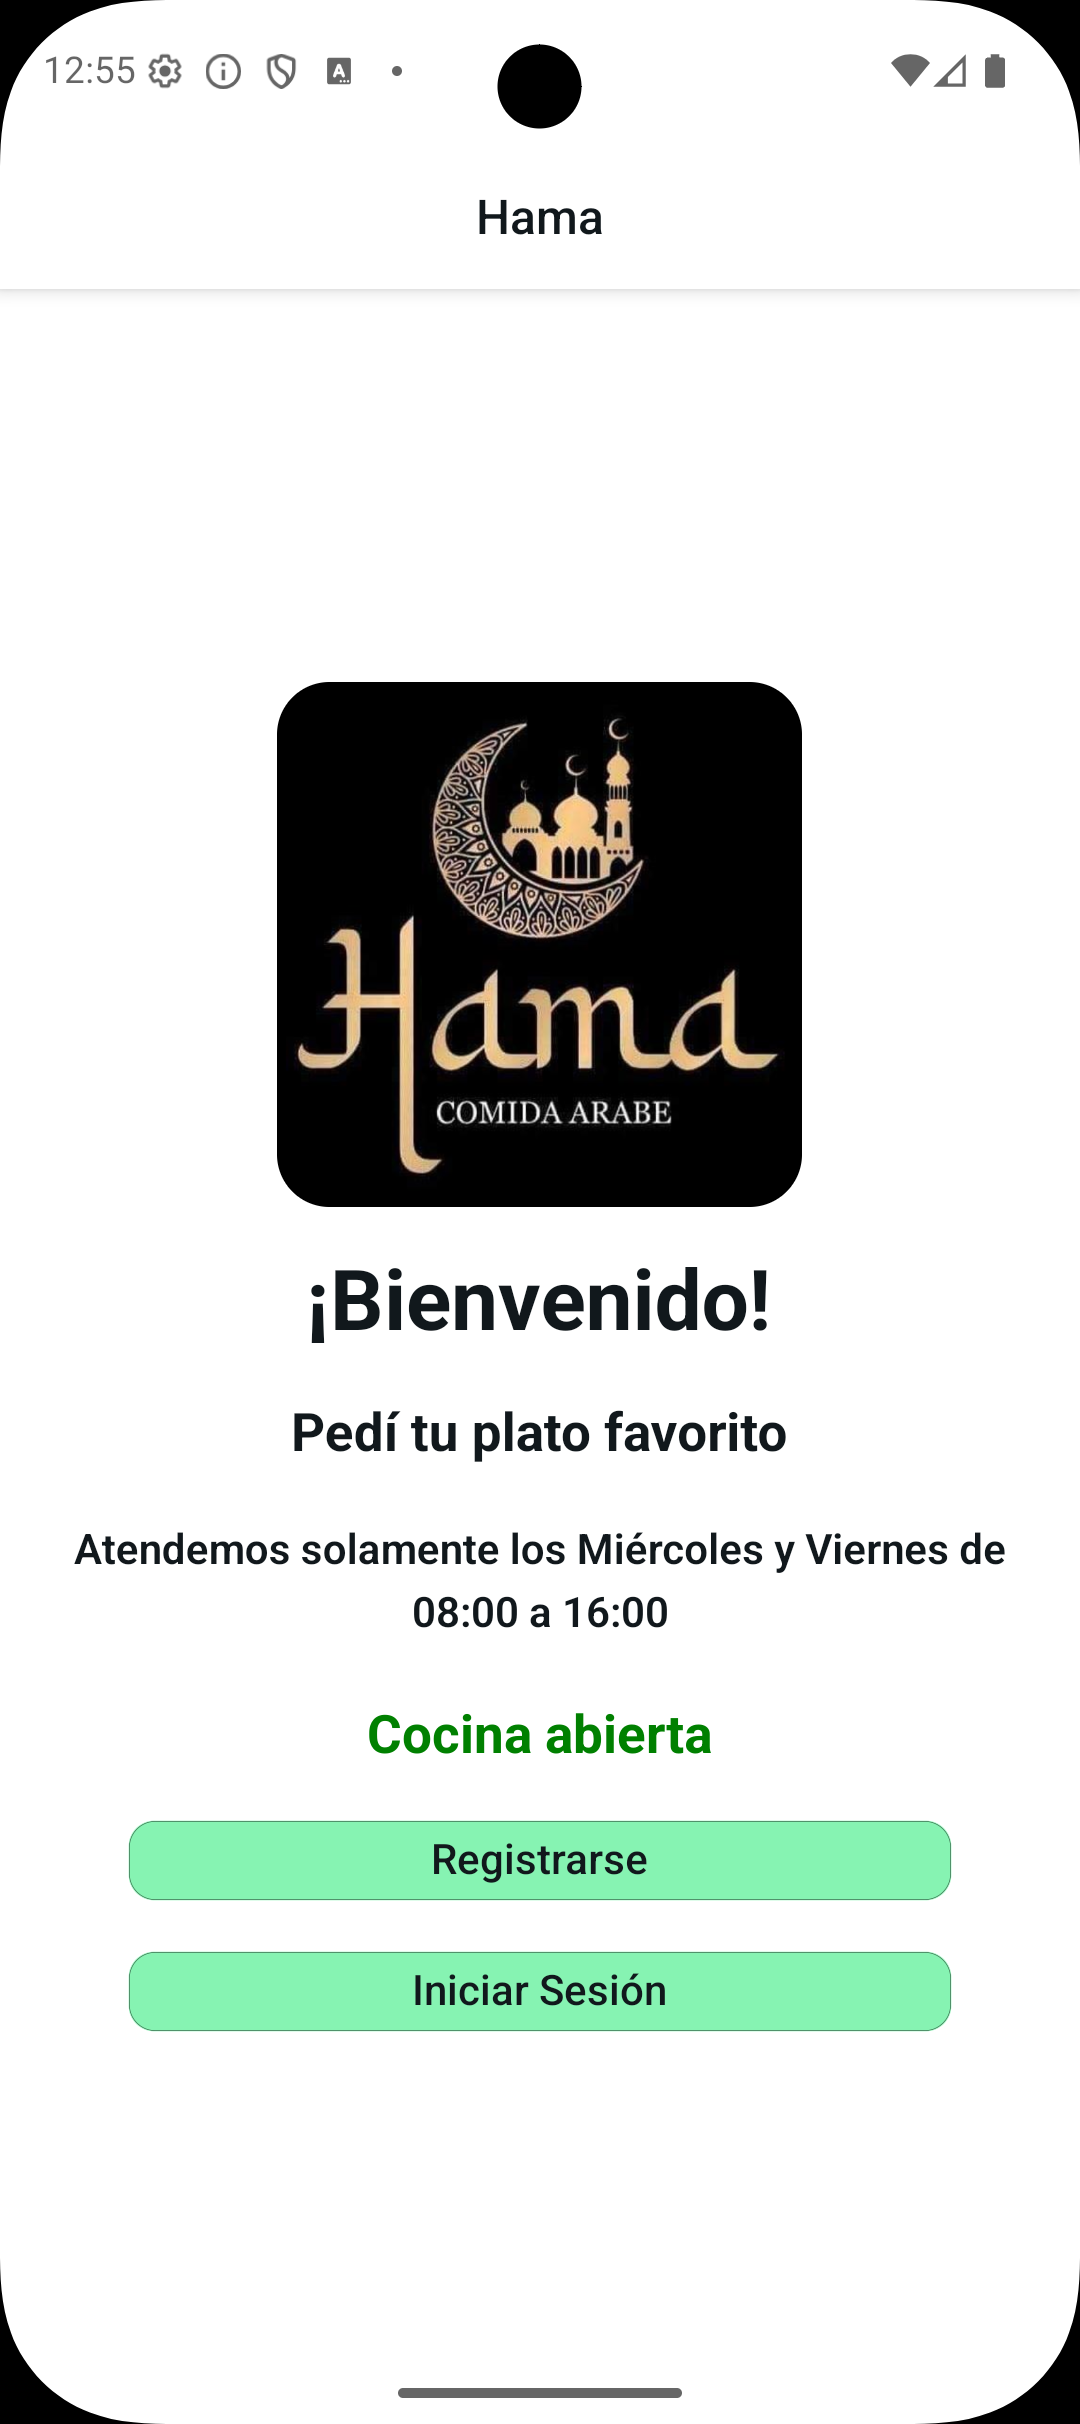 12:55
Hama
Hama
COMIDA ARABE
¡Bienvenido!
Pedí tu plato favorito
Atendemos solamente los Miércoles y Viernes de
08:00 a 16:00
Cocina abierta
Registrarse
Iniciar Sesión